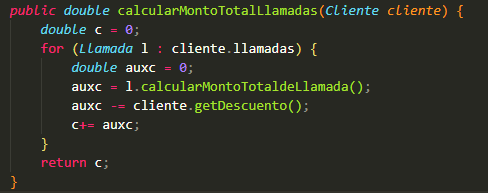 public double calcularMontoTotalLlamadas(Cliente cliente) {
double c = 0;
for (Llamada l : cliente.llamadas) {
double auxc = 0;
auxc = l.calcularMontoTotaldeLlamada();
auxc -= cliente.getDescuento();
c+= auxc;
}
return c;
}